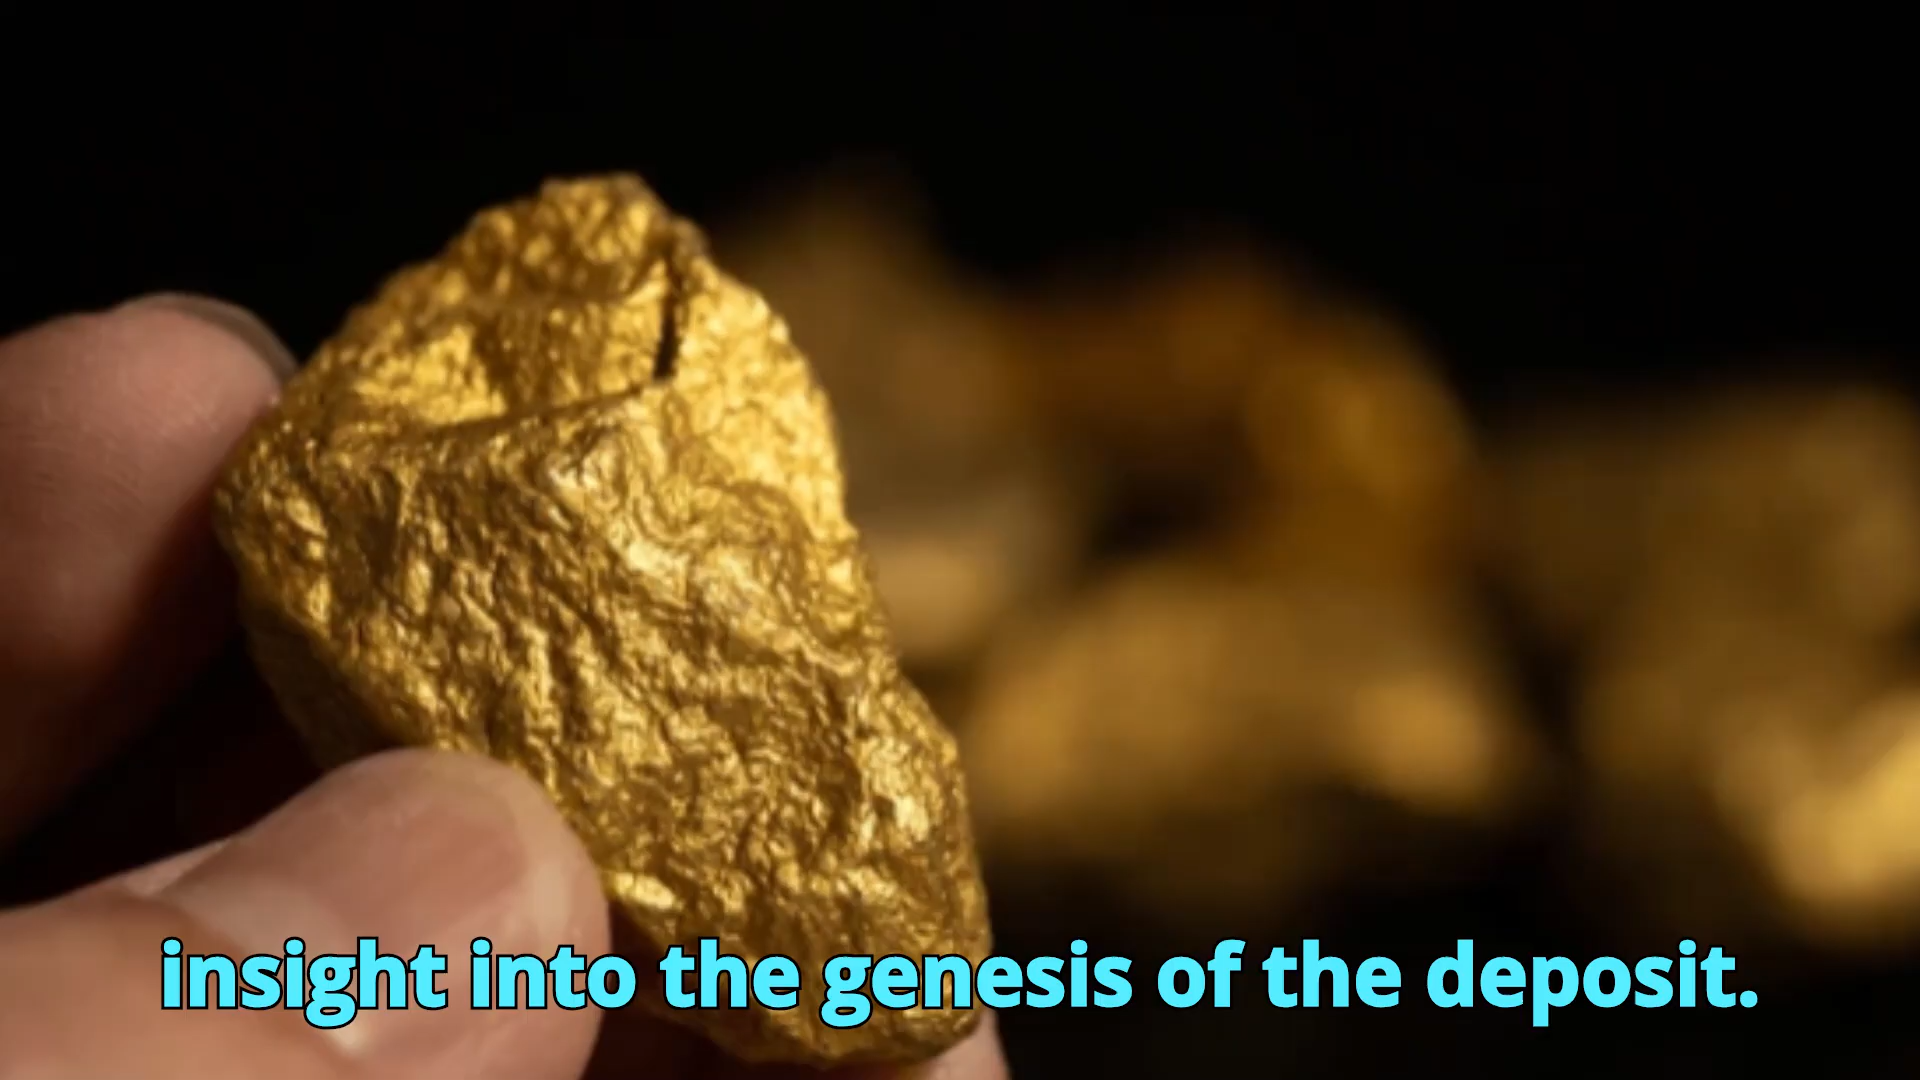 insight into the genesis of the deposit.